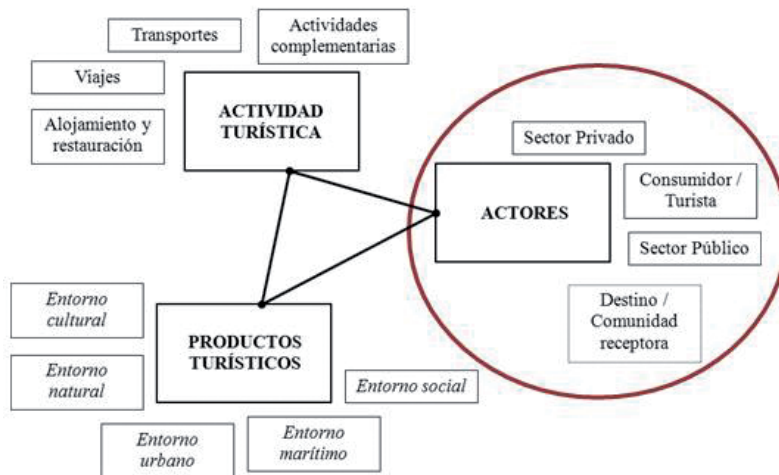 Transportes
Actividades
complementarias
Viajes
Alojamiento y
restauración
ACTIVIDAD
TURÍSTICA
Sector Privado
ACTORES
Consumidor /
Turista
Sector Público
Destino /
Comunidad
receptora
Entorno
cultural
Entorno
natural
PRODUCTOS
TURÍSTICOS
Entorno social
Entorno
urbano
Entorno
marítimo